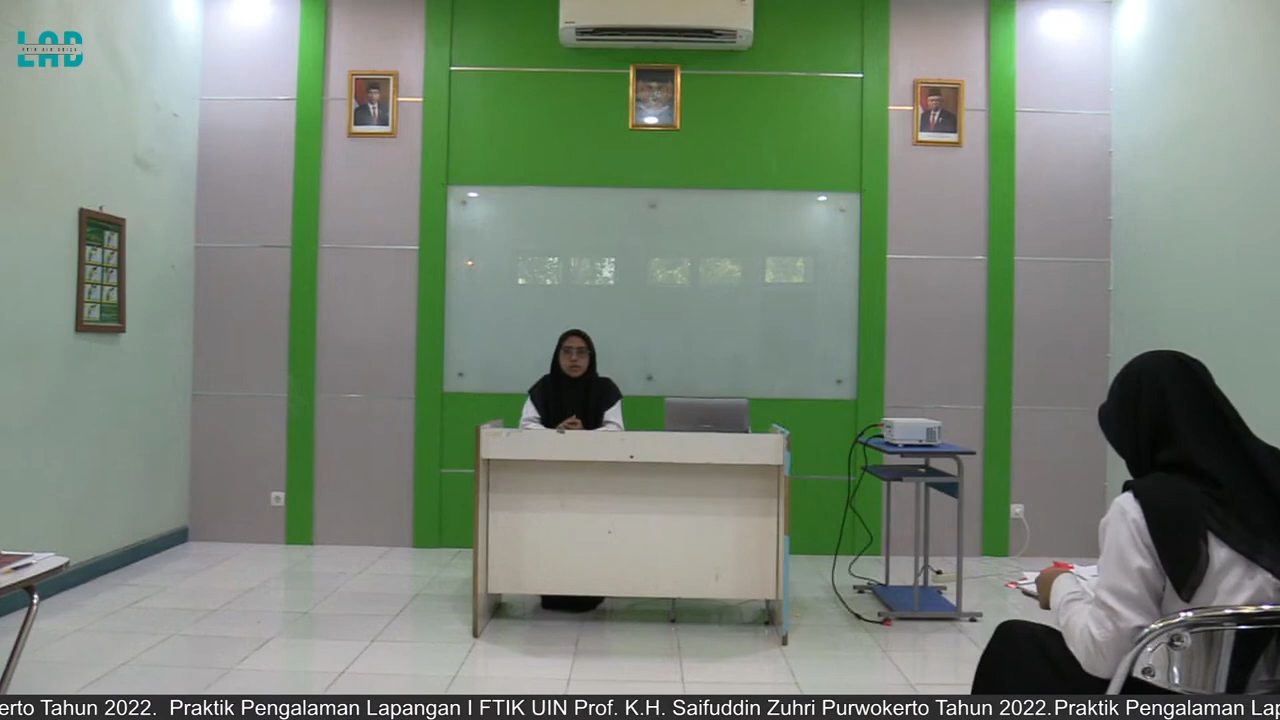 LAB
erto Tahun 2022.  Praktik Pengalaman Lapangan I FTIK UIN Prof. K.H. Saifuddin Zuhri Purwokerto Tahun 2022.Praktik Pengalaman Lap